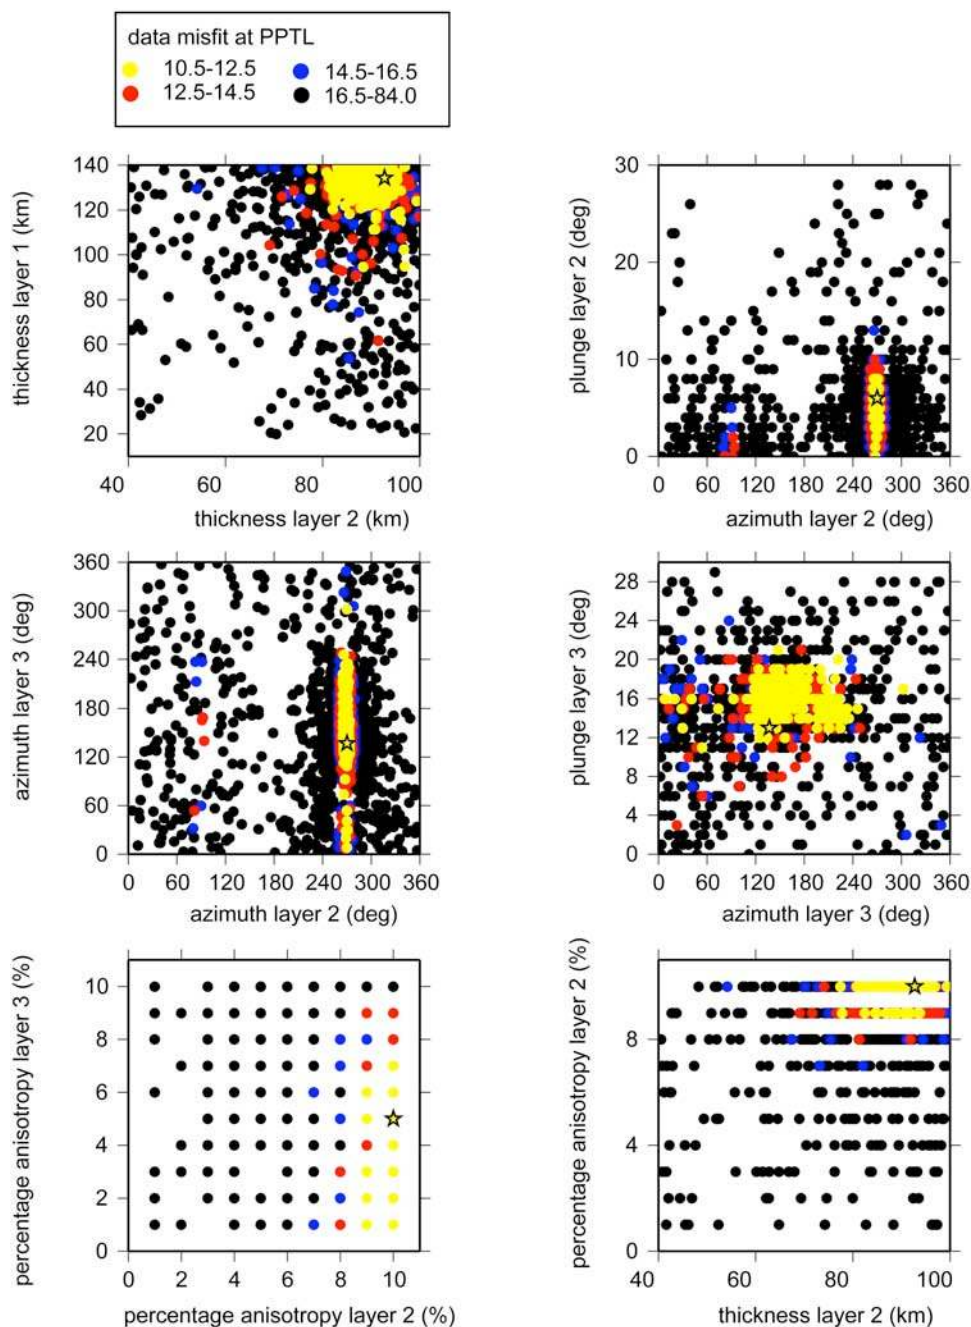 data misfit at PPTL
10.5-12.5 14.5-16.5
12.5-14.5 16.5-84.0
thickness layer 1 (km)
140
120
100
80
60
40
20
40 60 80 100
thickness layer 2 (km)
plunge layer 2 (deg)
30
20
10
0
0 60 120 180 240 300 360
azimuth layer 2 (deg)
azimuth layer 3 (deg)
360
300
240
180
120
60
0
0 60 120 180 240 300 360
azimuth layer 2 (deg)
plunge layer 3 (deg)
28
24
20
16
12
8
4
0
0 60 120 180 240 300 360
azimuth layer 3 (deg)
percentage anisotropy layer 3 (%)
10
8
6
4
2
0
0 2 4 6 8 10
percentage anisotropy layer 2 (%)
percentage anisotropy layer 2 (%)
8
4
0
40 60 80 100
thickness layer 2 (km)